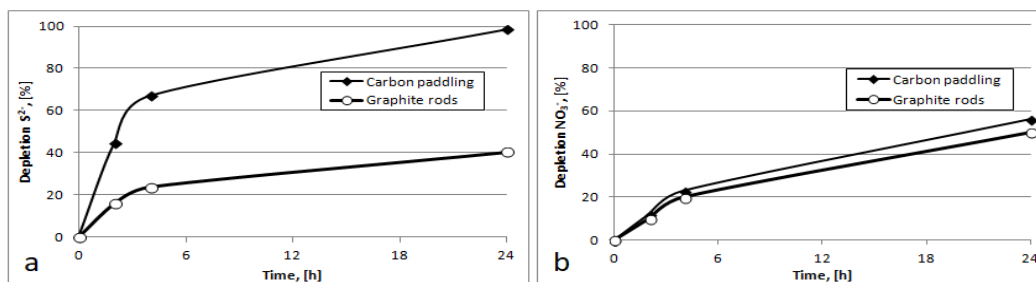 100
80
60
40
20
0
Depletion S²⁻, [%]
Carbon paddling
Graphite rods
0 6 12 18 24
Time, [h]
a
100
80
60
40
20
0
Depletion NO₃⁻, [%]
Carbon paddling
Graphite rods
0 6 12 18 24
Time, [h]
b